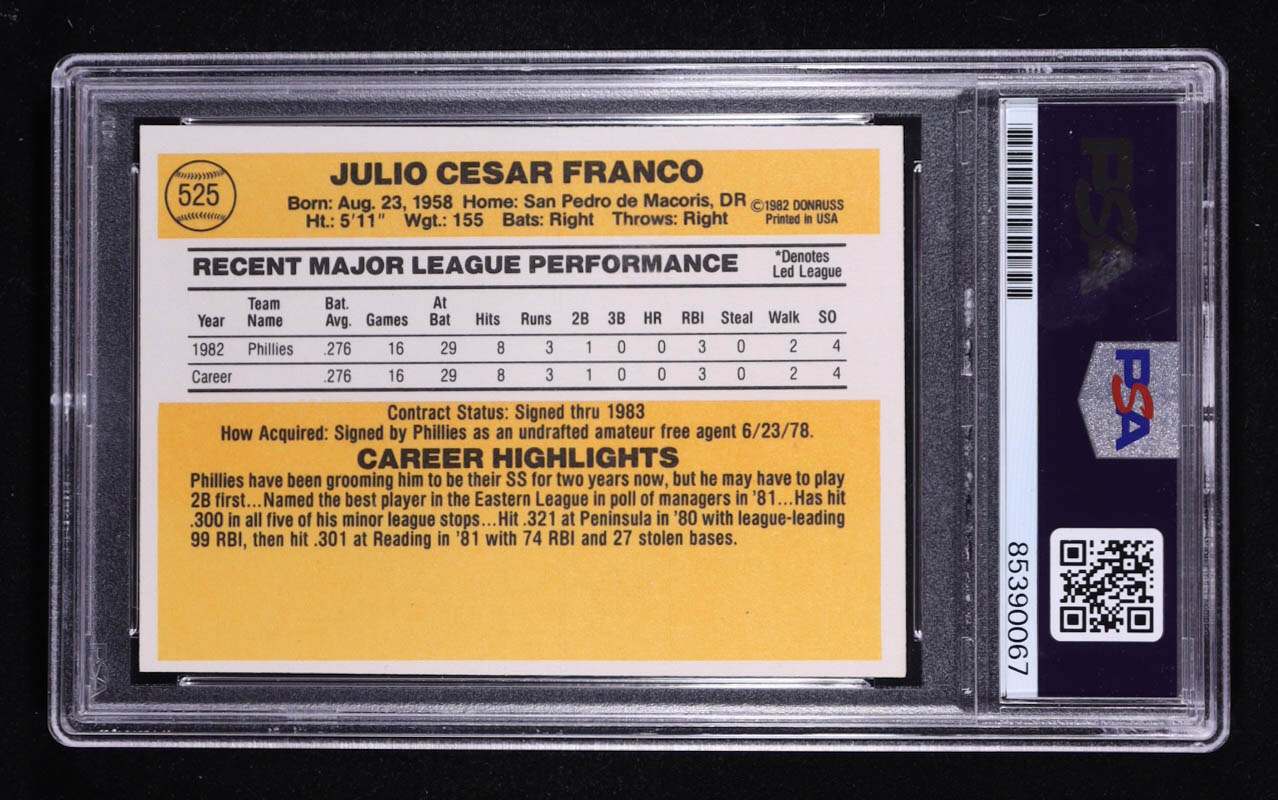 525
JULIO CESAR FRANCO
Born: Aug. 23, 1958 Home: San Pedro de Macoris, DR ©1982 DONRUSS
Ht.: 5'11" Wgt.: 155 Bats: Right Throws: Right Printed in USA
RECENT MAJOR LEAGUE PERFORMANCE
*Denotes
Led League
Year Team Name Bat. Avg. Games At Bat Hits Runs 2B 3B HR RBI Steal Walk SO
1982 Phillies .276 16 29 8 3 1 0 0 3 0 2 4
Career .276 16 29 8 3 1 0 0 3 0 2 4
Contract Status: Signed thru 1983
How Acquired: Signed by Phillies as an undrafted amateur free agent 6/23/78.
CAREER HIGHLIGHTS
Phillies have been grooming him to be their SS for two years now, but he may have to play
2B first...Named the best player in the Eastern League in poll of managers in '81...Has hit
.300 in all five of his minor league stops...Hit .321 at Peninsula in '80 with league-leading
99 RBI, then hit .301 at Reading in '81 with 74 RBI and 27 stolen bases.
PSA
PSA
85390067